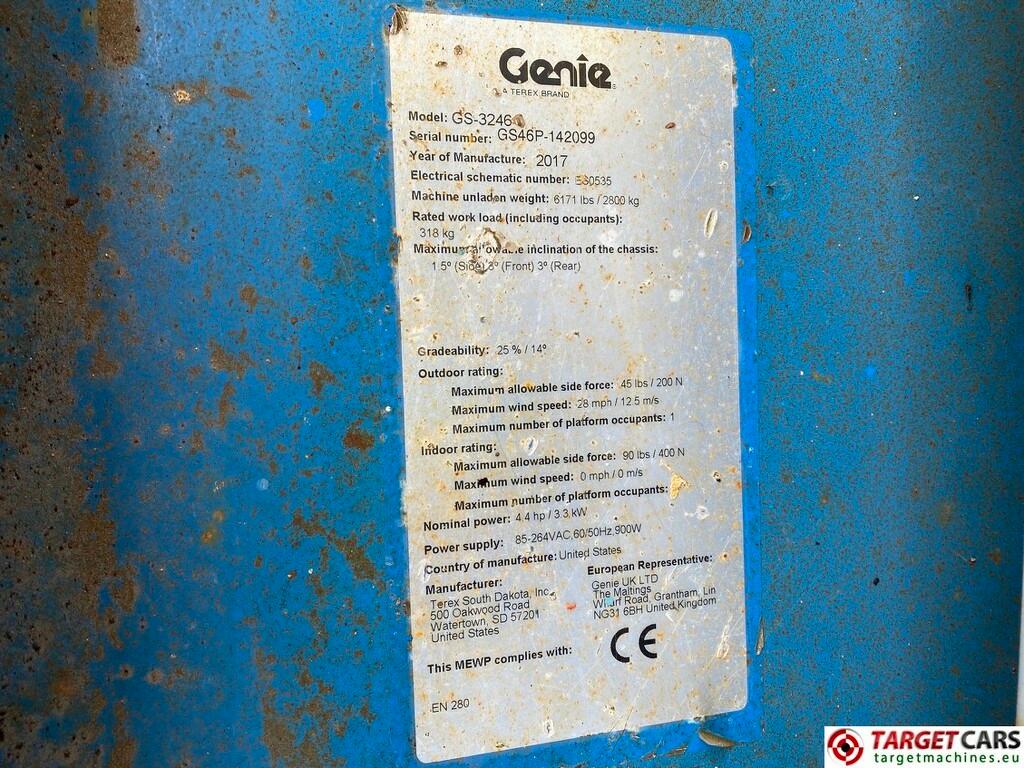 Genie
A TEREX BRAND
Model: GS-3246
Serial number: GS46P-142099
Year of Manufacture: 2017
Electrical schematic number: ES0535
Machine unladen weight: 6171 lbs / 2800 kg
Rated work load (including occupants):
318 kg
Maximum allowable inclination of the chassis:
1.5º (Side) 3º (Front) 3º (Rear)
Gradeability: 25 % / 14º
Outdoor rating:
Maximum allowable side force: 45 lbs / 200 N
Maximum wind speed: 28 mph / 12.5 m/s
Maximum number of platform occupants: 1
Indoor rating:
Maximum allowable side force: 90 lbs / 400 N
Maximum wind speed: 0 mph / 0 m/s
Maximum number of platform occupants:
Nominal power: 4.4 hp / 3.3 kW
Power supply: 85-264VAC,60/50Hz,900W
Country of manufacture: United States
Manufacturer:
Terex South Dakota, Inc.
500 Oakwood Road
Watertown, SD 57201
United States
European Representative:
Genie UK LTD
The Maltings
Wharf Road, Grantham, Lin
NG31 6BH United Kingdom
This MEWP complies with:
CE
EN 280
TARGETCARS
targetmachines.eu